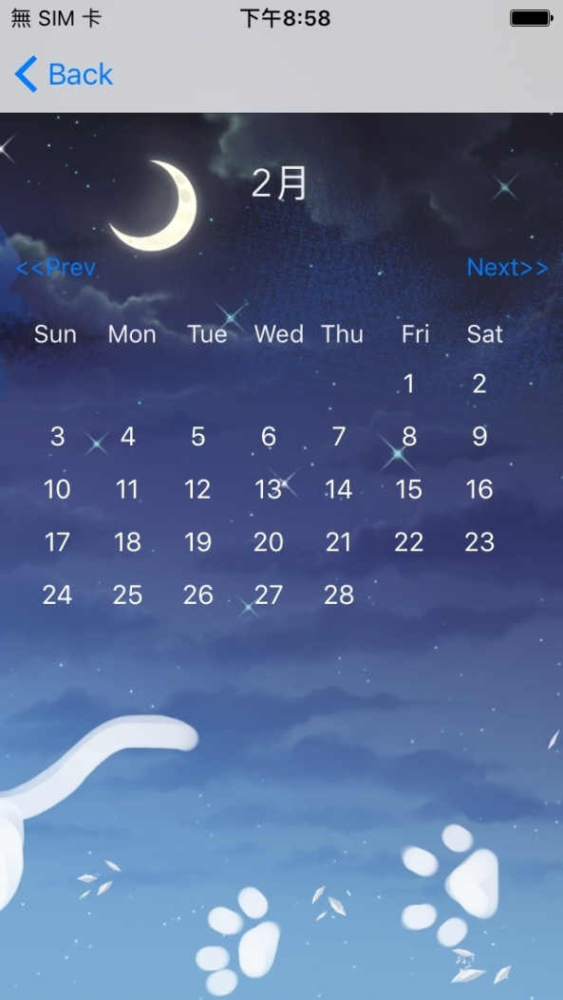 無 SIM 卡 下午8:58
Back
2月
<<Prev Next>>
Sun Mon Tue Wed Thu Fri Sat
1 2
3 4 5 6 7 8 9
10 11 12 13 14 15 16
17 18 19 20 21 22 23
24 25 26 27 28